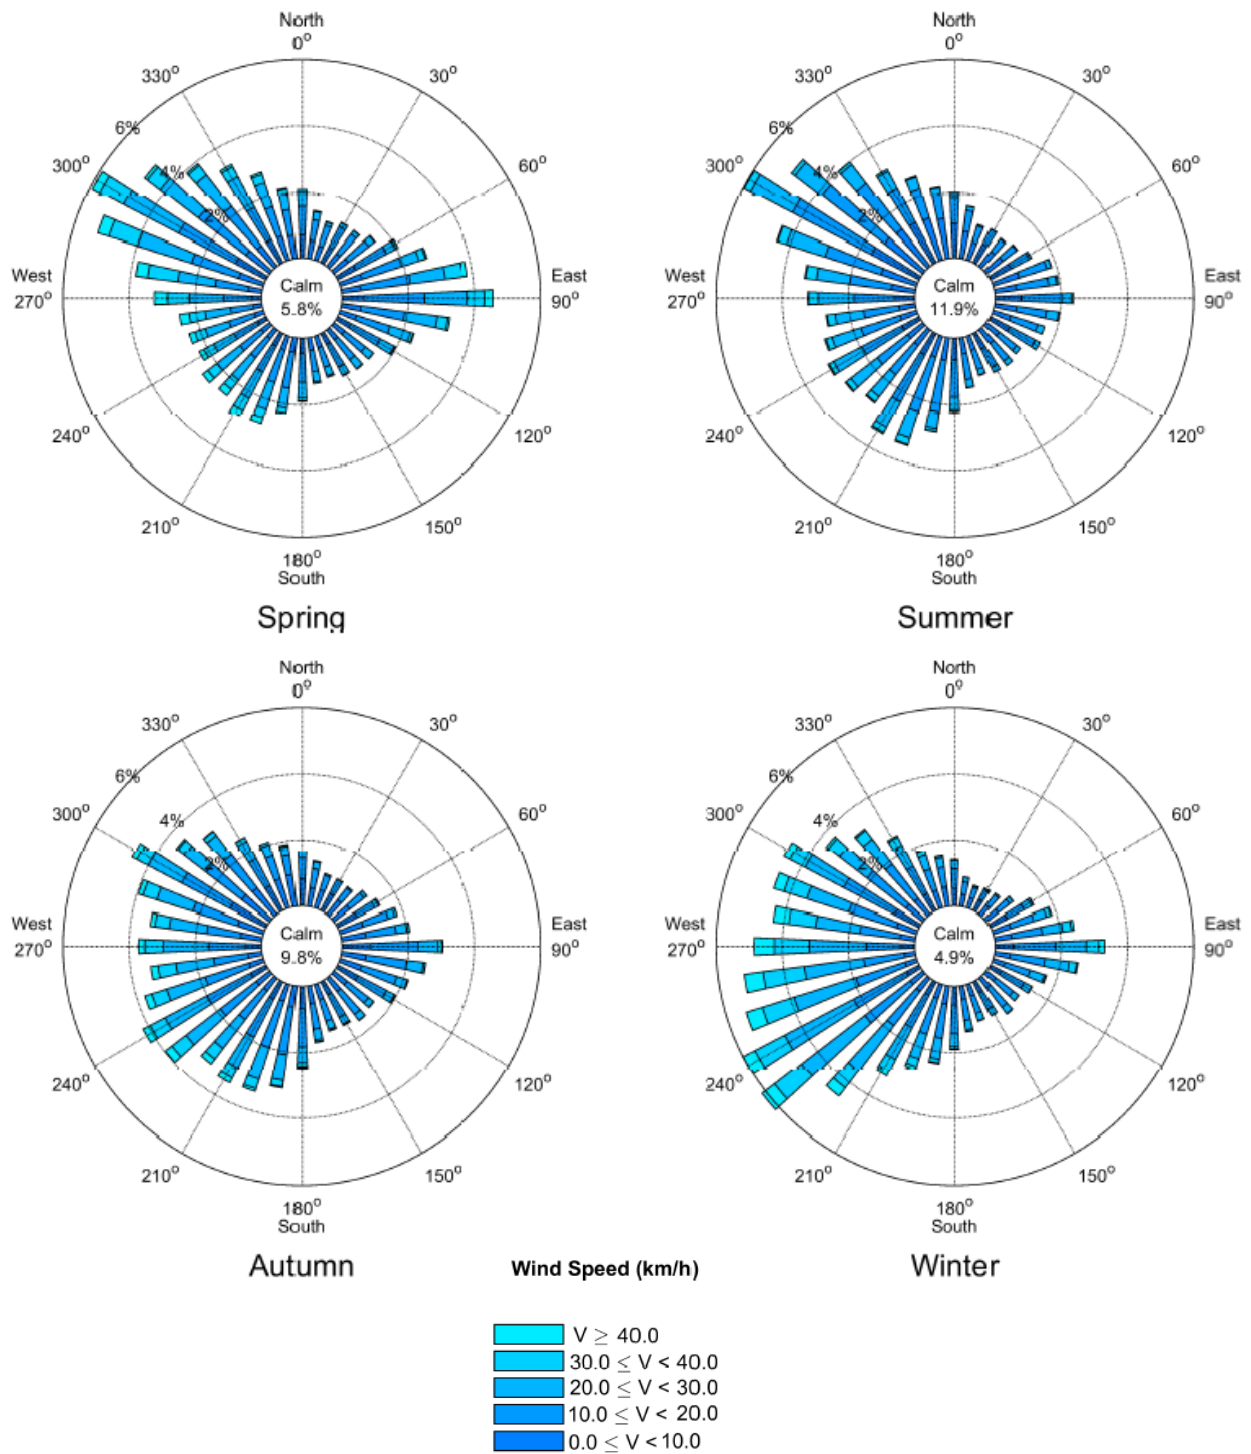 North
0°
330°
30°
6%
300°
60°
4%
2%
West
270°
Calm
5.8%
East
90°
240°
120°
210°
150°
180°
South
Spring
North
0°
330°
30°
6%
300°
60°
4%
2%
West
270°
Calm
11.9%
East
90°
240°
120°
210°
150°
180°
South
Summer
North
0°
330°
30°
6%
300°
60°
4%
2%
West
270°
Calm
9.8%
East
90°
240°
120°
210°
150°
180°
South
Autumn
North
0°
330°
30°
6%
300°
60°
4%
2%
West
270°
Calm
4.9%
East
90°
240°
120°
210°
150°
180°
South
Winter
Wind Speed (km/h)
V ≥ 40.0
30.0 ≤ V < 40.0
20.0 ≤ V < 30.0
10.0 ≤ V < 20.0
0.0 ≤ V < 10.0